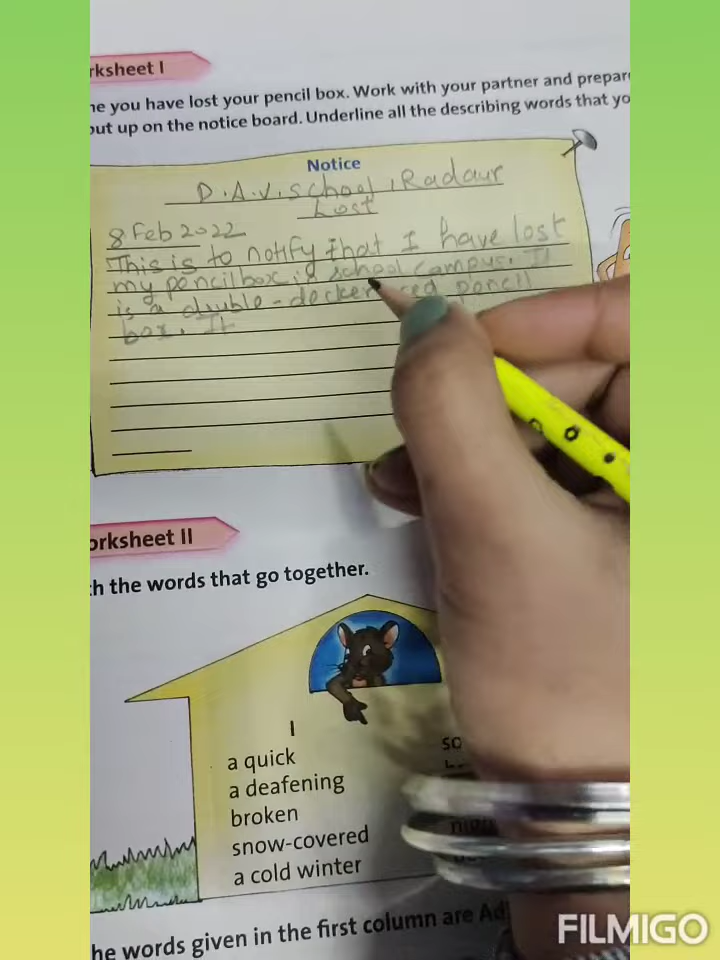 rksheet I
ne you have lost your pencil box. Work with your partner and prepar
put up on the notice board. Underline all the describing words that yo
Notice
D.A.V. School, Radaur
Lost
8 Feb 2022
This is to notify that I have lost
my pencil box is school campus. It
is a double-decker red pencil
box. It
orksheet II
h the words that go together.
I
a quick
a deafening
broken
snow-covered
a cold winter
so
he words given in the first column are Ad
FILMIGO